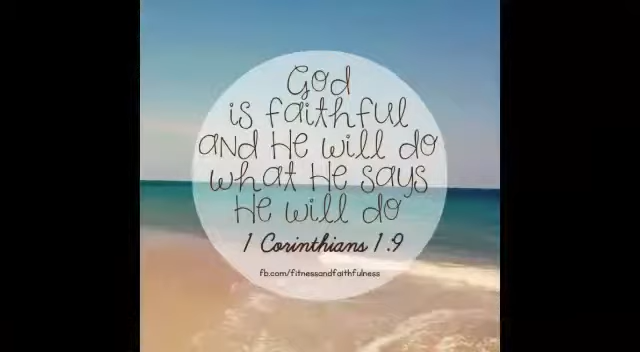 God
is faithful
and He will do
what He says
He will do
1 Corinthians 1.9
fb.com/fitnessandfaithfulness